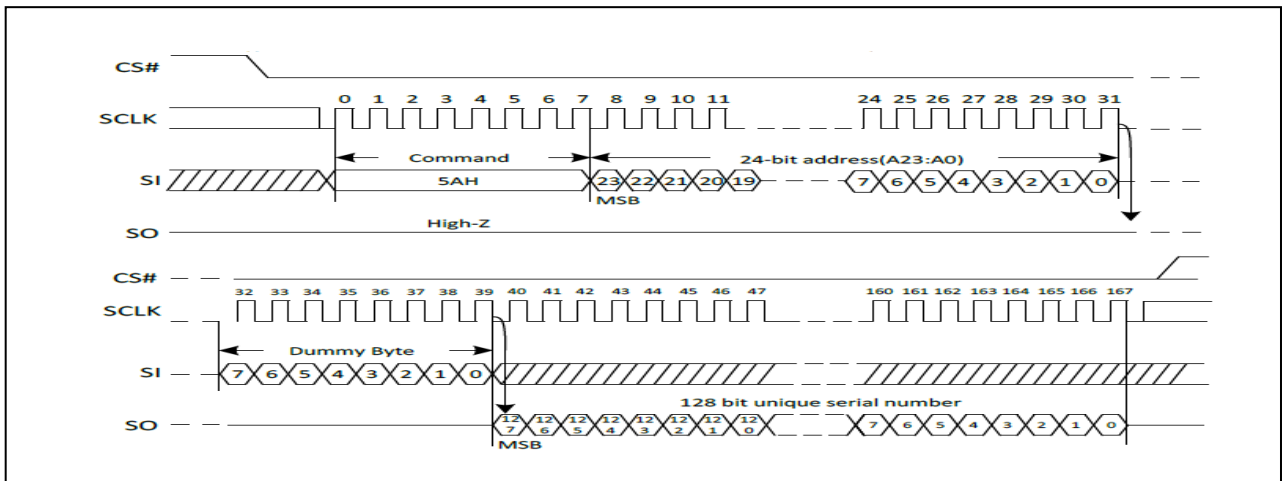 CS#
0 1 2 3 4 5 6 7 8 9 10 11 24 25 26 27 28 29 30 31
SCLK
Command 24-bit address(A23:A0)
SI 5AH 23 22 21 20 19 7 6 5 4 3 2 1 0
MSB
High-Z
SO
CS#
32 33 34 35 36 37 38 39 40 41 42 43 44 45 46 47 160 161 162 163 164 165 166 167
SCLK
Dummy Byte
SI 7 6 5 4 3 2 1 0
128 bit unique serial number
SO 127 126 125 124 123 122 121 120 7 6 5 4 3 2 1 0
MSB